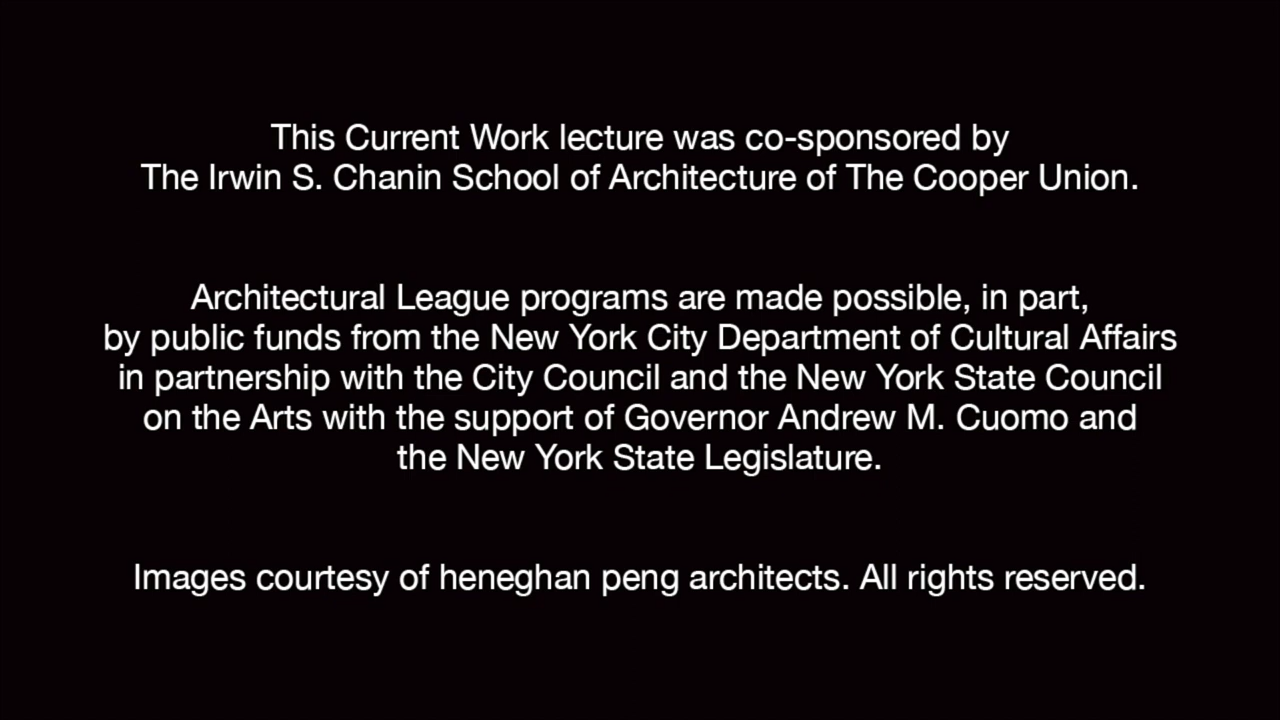 This Current Work lecture was co-sponsored by
The Irwin S. Chanin School of Architecture of The Cooper Union.
Architectural League programs are made possible, in part,
by public funds from the New York City Department of Cultural Affairs
in partnership with the City Council and the New York State Council
on the Arts with the support of Governor Andrew M. Cuomo and
the New York State Legislature.
Images courtesy of heneghan peng architects. All rights reserved.